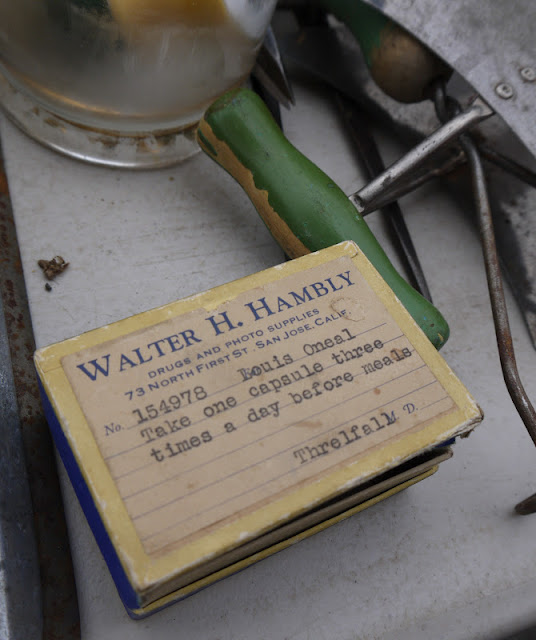 WALTER H. HAMBLY
DRUGS AND PHOTO SUPPLIES
73 NORTH FIRST ST. SAN JOSE, CALIF.
No. 154978 Louis Oneal
Take one capsule three
times a day before meals
Threlfall M. D.